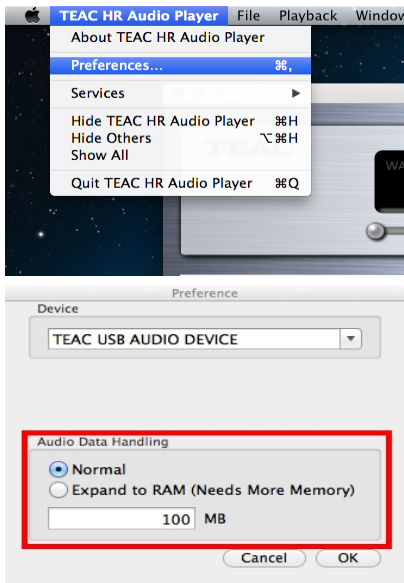 TEAC HR Audio Player File Playback Window
About TEAC HR Audio Player
Preferences... ⌘,
Services ▶
Hide TEAC HR Audio Player ⌘H
Hide Others ⌥⌘H
Show All
TEAC
WA
Quit TEAC HR Audio Player ⌘Q
Preference
Device
TEAC USB AUDIO DEVICE
Audio Data Handling
Normal
Expand to RAM (Needs More Memory)
100 MB
Cancel OK